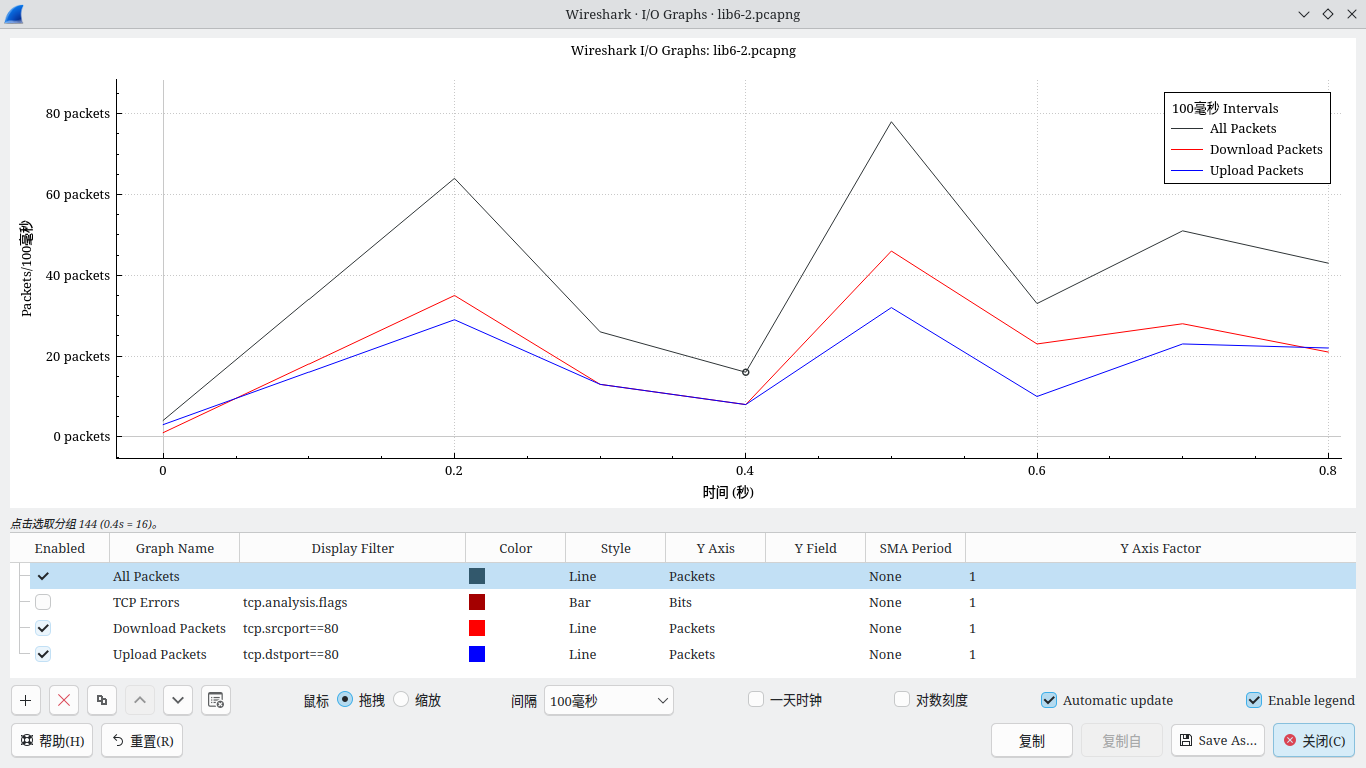 Wireshark · I/O Graphs · lib6-2.pcapng
Wireshark I/O Graphs: lib6-2.pcapng
100毫秒 Intervals
All Packets
Download Packets
Upload Packets
80 packets
60 packets
40 packets
20 packets
0 packets
Packets/100毫秒
0 0.2 0.4 0.6 0.8
时间 (秒)
点击选取分组 144 (0.4s = 16)。
Enabled Graph Name Display Filter Color Style Y Axis Y Field SMA Period Y Axis Factor
All Packets Line Packets None 1
TCP Errors tcp.analysis.flags Bar Bits None 1
Download Packets tcp.srcport==80 Line Packets None 1
Upload Packets tcp.dstport==80 Line Packets None 1
鼠标 拖拽 缩放 间隔 100毫秒 一天时钟 对数刻度 Automatic update Enable legend
帮助(H) 重置(R) 复制 复制自 Save As... 关闭(C)